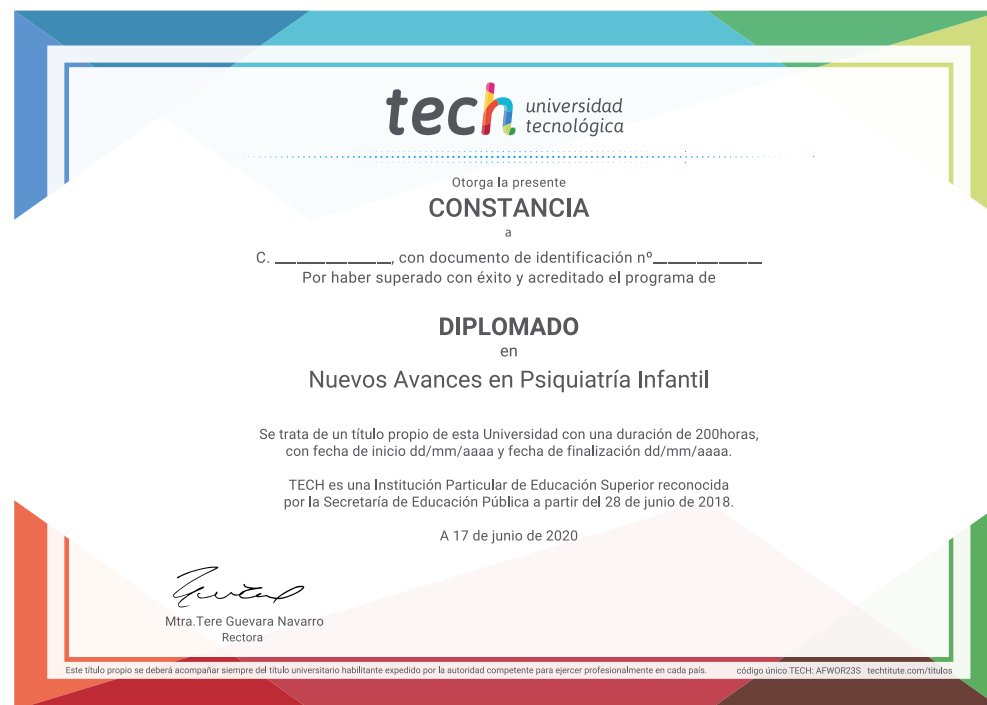 tech universidad
tecnológica
Otorga la presente
CONSTANCIA
a
C. ________________, con documento de identificación nº_______________
Por haber superado con éxito y acreditado el programa de
DIPLOMADO
en
Nuevos Avances en Psiquiatría Infantil
Se trata de un título propio de esta Universidad con una duración de 200horas,
con fecha de inicio dd/mm/aaaa y fecha de finalización dd/mm/aaaa.
TECH es una Institución Particular de Educación Superior reconocida
por la Secretaría de Educación Pública a partir del 28 de junio de 2018.
A 17 de junio de 2020
Mtra.Tere Guevara Navarro
Rectora
Este título propio se deberá acompañar siempre del título universitario habilitante expedido por la autoridad competente para ejercer profesionalmente en cada país. código único TECH: AFWOR23S techtitute.com/titulos